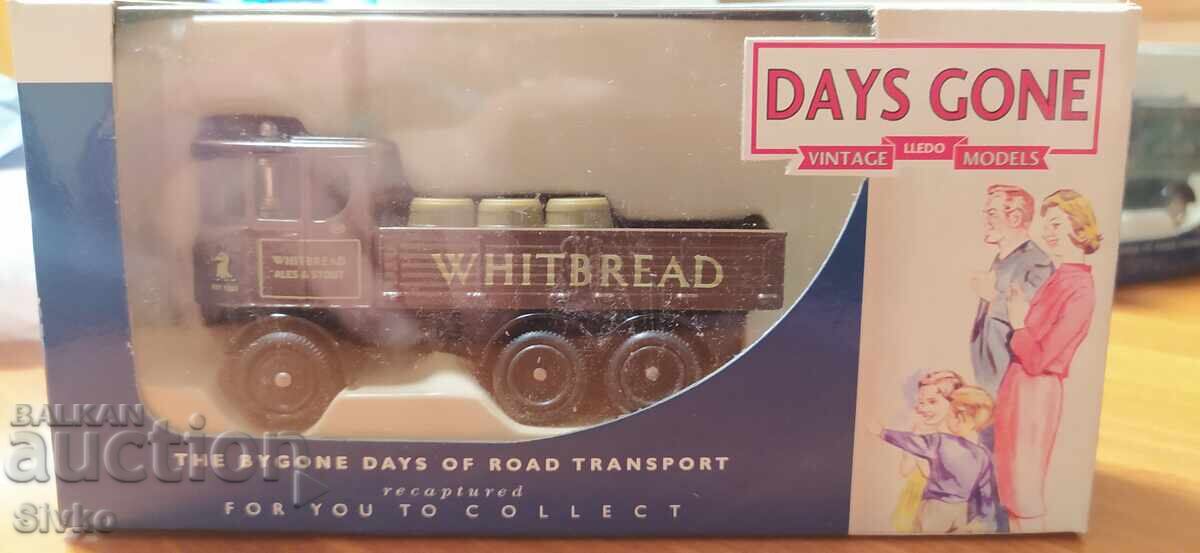 DAYS GONE
VINTAGE LLEDO MODELS
WHITBREAD
ALES & STOUT
WHITBREAD
THE BYGONE DAYS OF ROAD TRANSPORT
recaptured
FOR YOU TO COLLECT
BALKAN
auction
Sivko